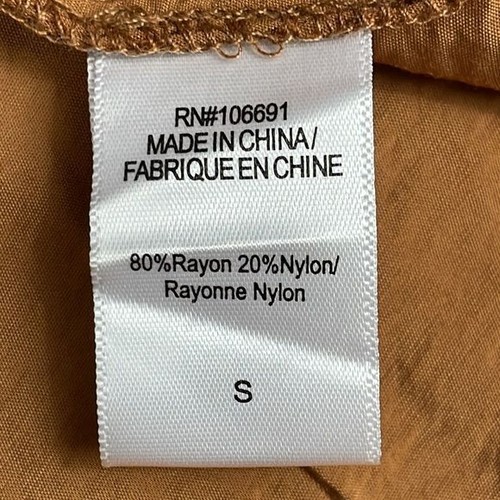 RN#106691
MADE IN CHINA/
FABRIQUE EN CHINE
80%Rayon 20%Nylon/
Rayonne Nylon
S